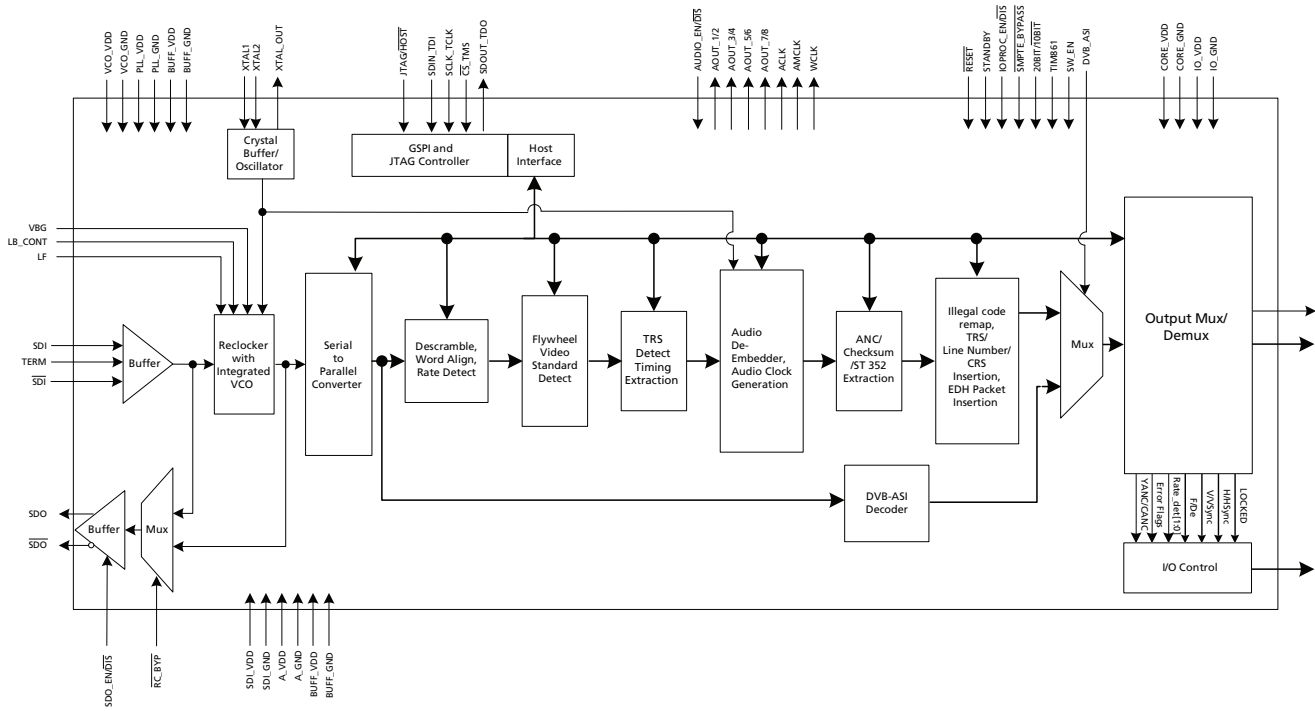 VCO_VDD
VCO_GND
PLL_VDD
PLL_GND
BUFF_VDD
BUFF_GND
XTAL1
XTAL2
XTAL_OUT
JTAG/HOST
SDIN_TDI
SCLK_TCLK
CS_TMS
SDOUT_TDO
AUDIO_EN/DIS
AOUT_1/2
AOUT_3/4
AOUT_5/6
AOUT_7/8
ACLK
AMCLK
WCLK
RESET
STANDBY
IOPROC_EN/DIS
SMPTE_BYPASS
20BIT/10BIT
TIM861
SW_EN
DVB_ASI
CORE_VDD
CORE_GND
IO_VDD
IO_GND
Crystal
Buffer/
Oscillator
GSPI and
JTAG Controller
Host
Interface
VBG
LB_CONT
LF
SDI
TERM
SDI
Buffer
Reclocker
with
Integrated
VCO
Serial
to
Parallel
Converter
Descramble,
Word Align,
Rate Detect
Flywheel
Video
Standard
Detect
TRS
Detect
Timing
Extraction
Audio
De-
Embedder,
Audio Clock
Generation
ANC/
Checksum
/ST 352
Extraction
Illegal code
remap,
TRS/
Line Number/
CRS
Insertion,
EDH Packet
Insertion
Mux
Output Mux/
Demux
DVB-ASI
Decoder
SDO
SDO
Buffer
Mux
YANC/CANC
Error Flags
Rate_det[1:0]
F/De
V/VSync
H/HSync
LOCKED
I/O Control
SDO_EN/DIS
RC_BYP
SDI_VDD
SDI_GND
A_VDD
A_GND
BUFF_VDD
BUFF_GND